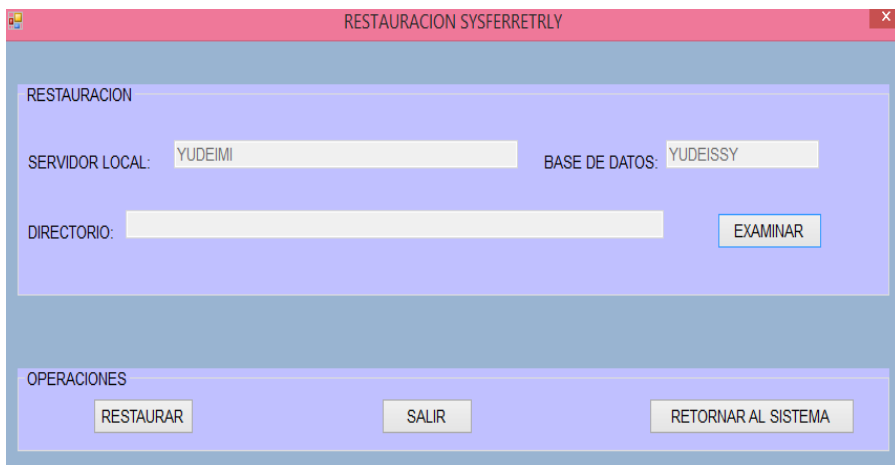 RESTAURACION SYSFERRETRLY
RESTAURACION
SERVIDOR LOCAL: YUDEIMI BASE DE DATOS: YUDEISSY
DIRECTORIO: EXAMINAR
OPERACIONES
RESTAURAR SALIR RETORNAR AL SISTEMA